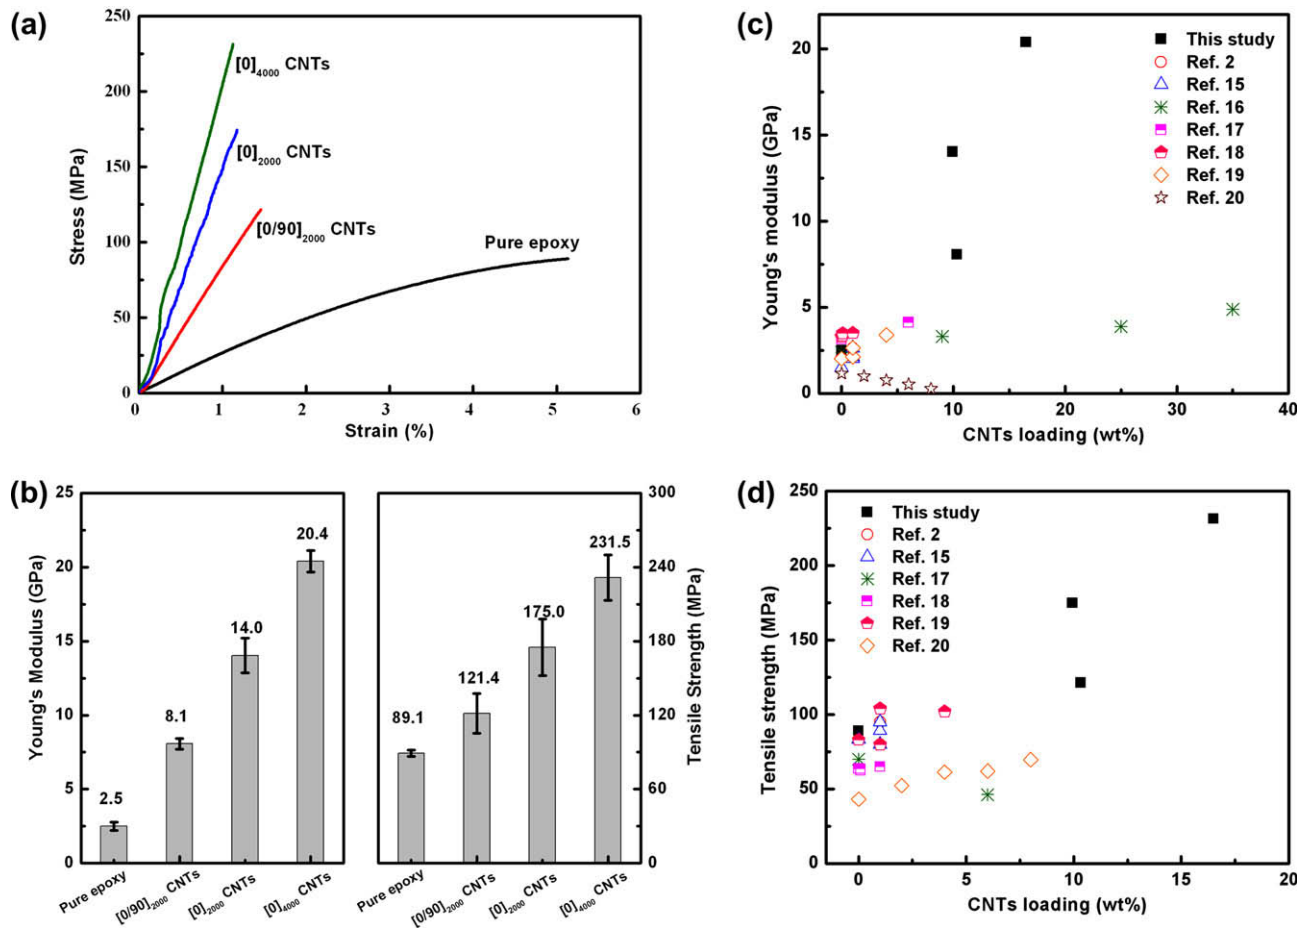 (a)
250
200
150
100
50
0
Stress (MPa)
[0]4000 CNTs
[0]2000 CNTs
[0/90]2000 CNTs
Pure epoxy
0 1 2 3 4 5 6
Strain (%)
(c)
20
15
10
5
0
Young's modulus (GPa)
This study
Ref. 2
Ref. 15
Ref. 16
Ref. 17
Ref. 18
Ref. 19
Ref. 20
0 10 20 30 40
CNTs loading (wt%)
(b)
25
20
15
10
5
0
Young's Modulus (GPa)
2.5
8.1
14.0
20.4
Pure epoxy
[0/90]2000 CNTs
[0]2000 CNTs
[0]4000 CNTs
89.1
121.4
175.0
231.5
300
240
180
120
60
0
Tensile Strength (MPa)
Pure epoxy
[0/90]2000 CNTs
[0]2000 CNTs
[0]4000 CNTs
(d)
250
200
150
100
50
0
Tensile strength (MPa)
This study
Ref. 2
Ref. 15
Ref. 17
Ref. 18
Ref. 19
Ref. 20
0 5 10 15 20
CNTs loading (wt%)